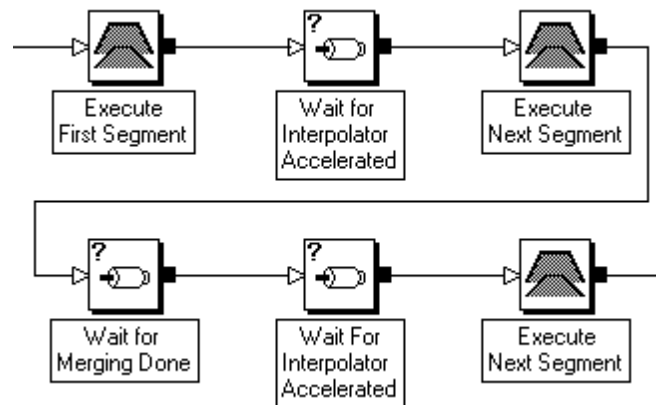 ?
Execute
First Segment
Wait for
Interpolator
Accelerated
Execute
Next Segment
?
Wait for
Merging Done
?
Wait For
Interpolator
Accelerated
Execute
Next Segment